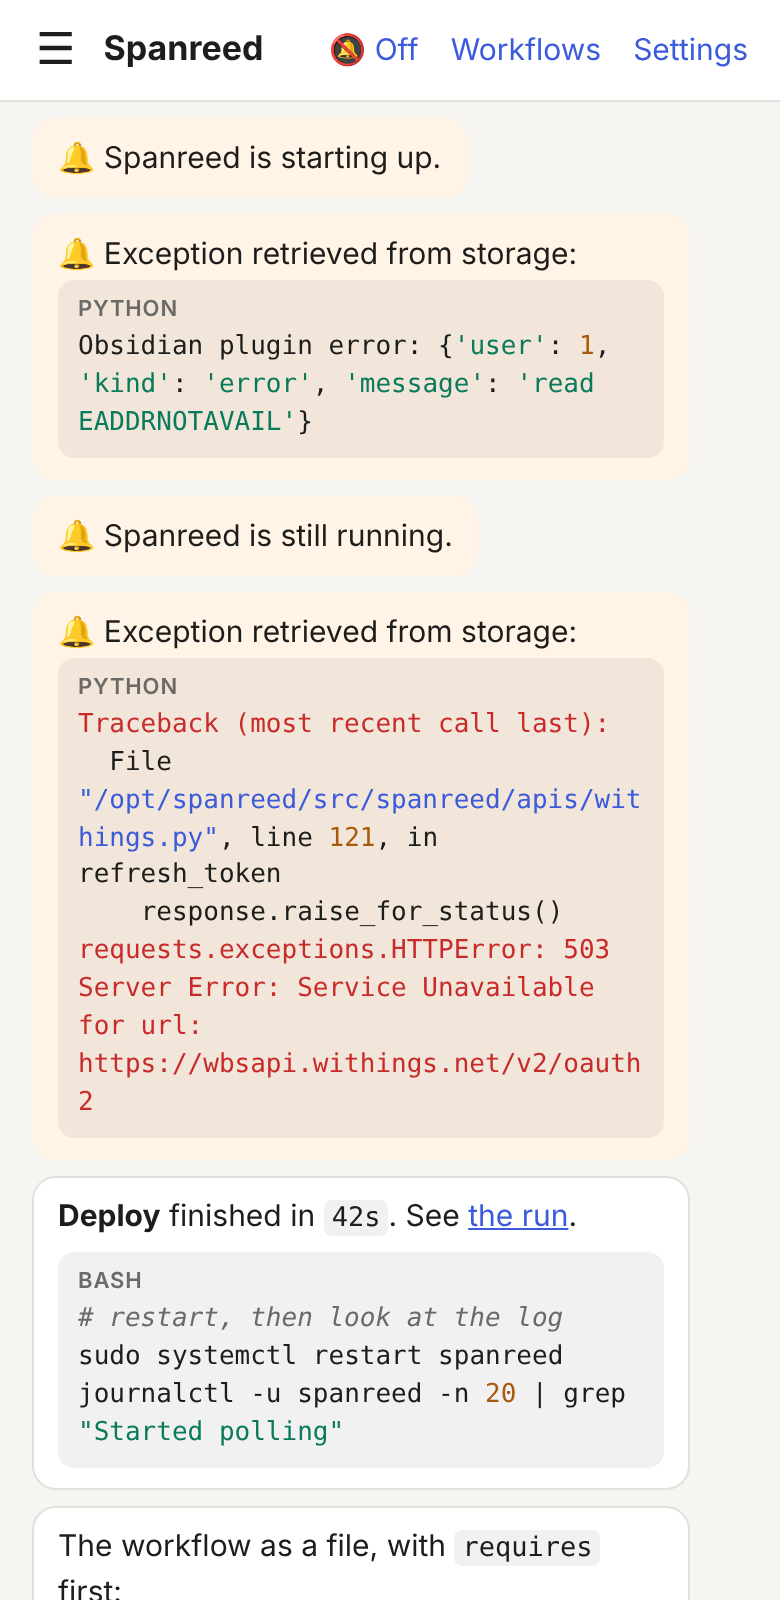 ☰ Spanreed 🔕 Off Workflows Settings
🔔 Spanreed is starting up.
🔔 Exception retrieved from storage:
PYTHON
Obsidian plugin error: {'user': 1,
'kind': 'error', 'message': 'read
EADDRNOTAVAIL'}
🔔 Spanreed is still running.
🔔 Exception retrieved from storage:
PYTHON
Traceback (most recent call last):
  File
"/opt/spanreed/src/spanreed/apis/wit
hings.py", line 121, in
refresh_token
    response.raise_for_status()
requests.exceptions.HTTPError: 503
Server Error: Service Unavailable
for url:
https://wbsapi.withings.net/v2/oauth
2
Deploy finished in 42s. See the run.
BASH
# restart, then look at the log
sudo systemctl restart spanreed
journalctl -u spanreed -n 20 | grep
"Started polling"
The workflow as a file, with requires
first: